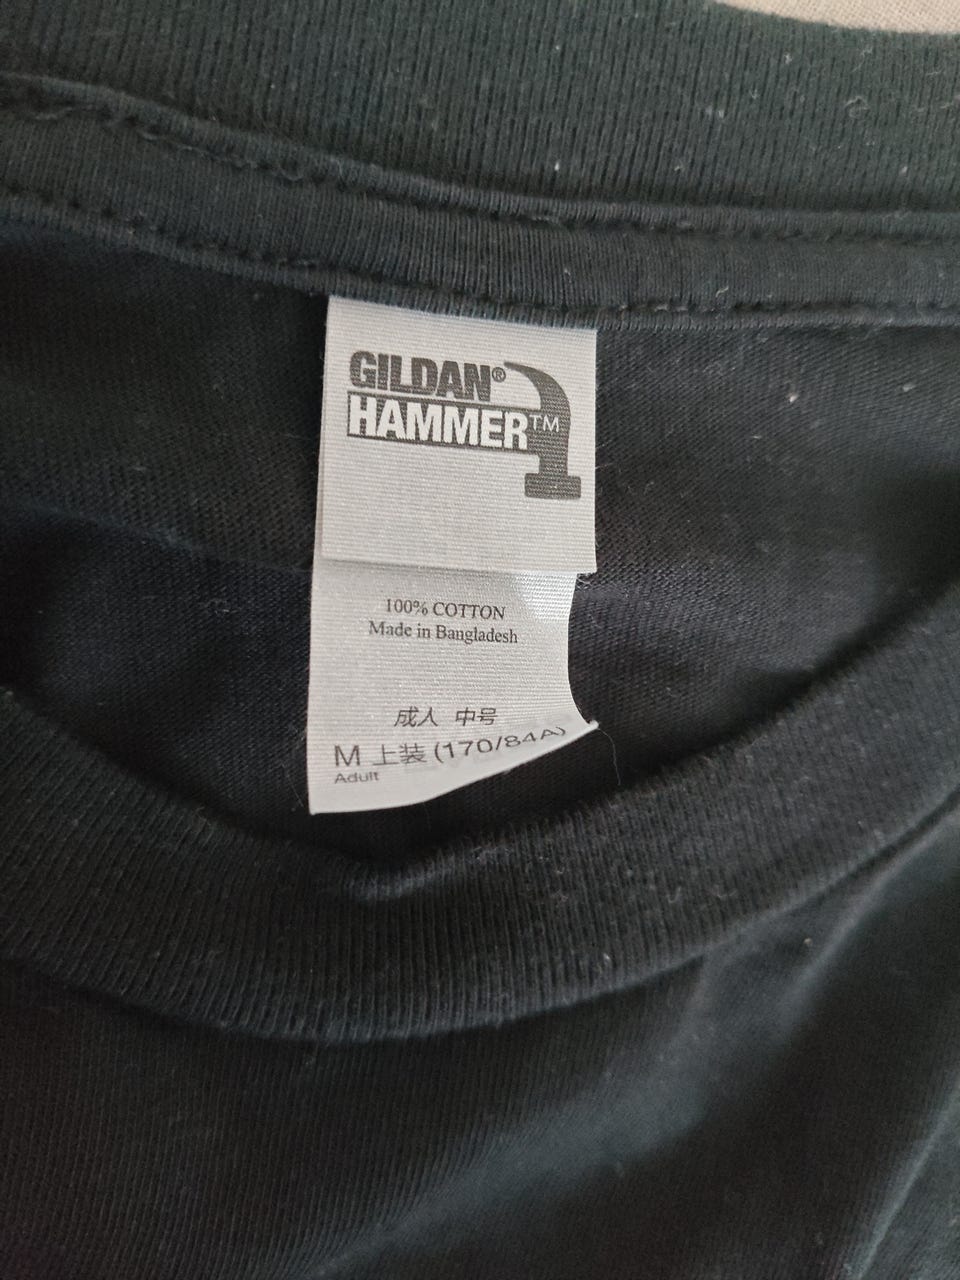 GILDAN®
HAMMER™
100% COTTON
Made in Bangladesh
成人 中号
M 上装 (170/84A)
Adult